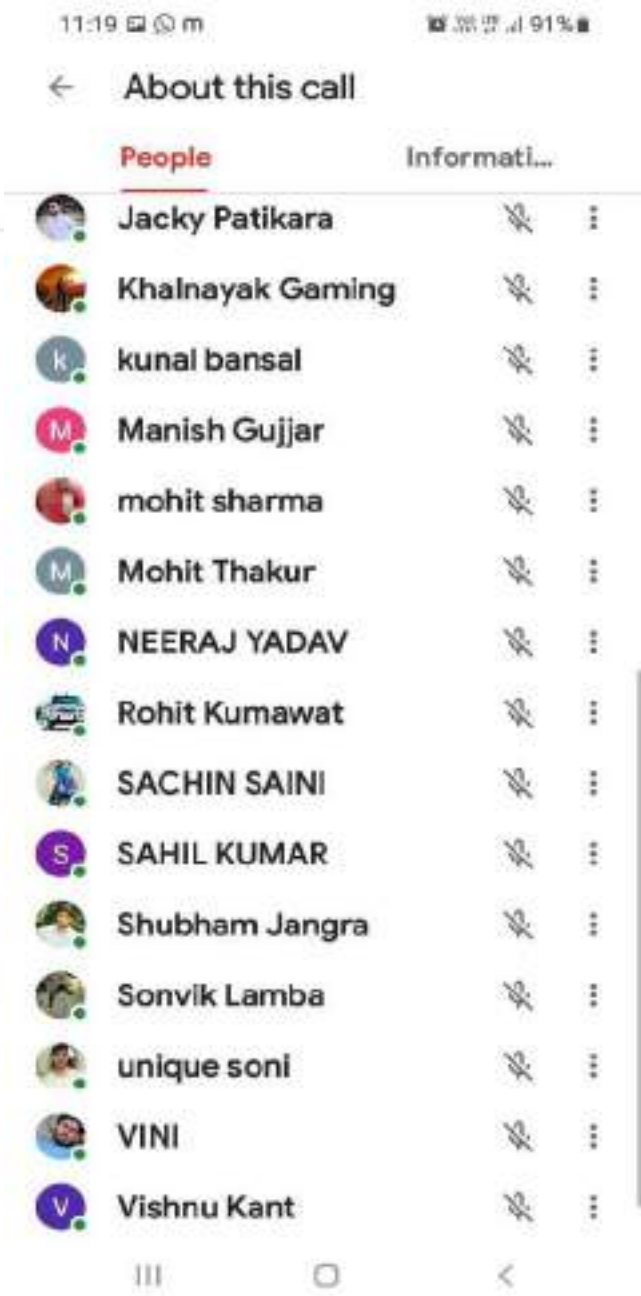 11:19 m 91%
About this call
People Informati...
Jacky Patikara
Khalnayak Gaming
k kunal bansal
M Manish Gujjar
mohit sharma
M Mohit Thakur
N NEERAJ YADAV
Rohit Kumawat
SACHIN SAINI
S SAHIL KUMAR
Shubham Jangra
Sonvik Lamba
unique soni
VINI
V Vishnu Kant